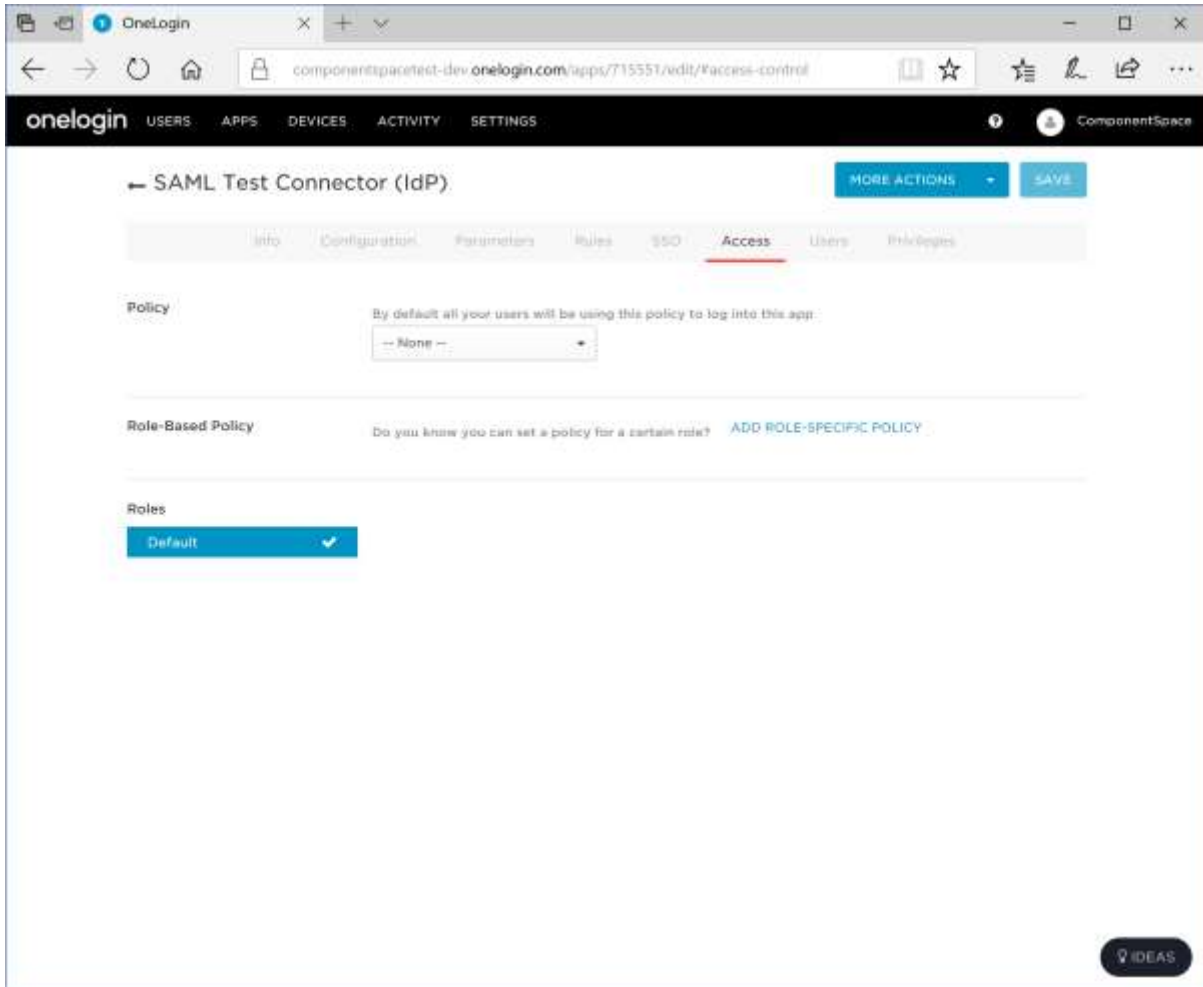 OneLogin
componentspacetest-dev.onelogin.com/apps/715551/edit/#access-control
onelogin USERS APPS DEVICES ACTIVITY SETTINGS ? ComponentSpace
← SAML Test Connector (IdP) MORE ACTIONS SAVE
Info Configuration Parameters Rules SSO Access Users Privileges
Policy By default all your users will be using this policy to log into this app
-- None --
Role-Based Policy Do you know you can set a policy for a certain role? ADD ROLE-SPECIFIC POLICY
Roles
Default
IDEAS